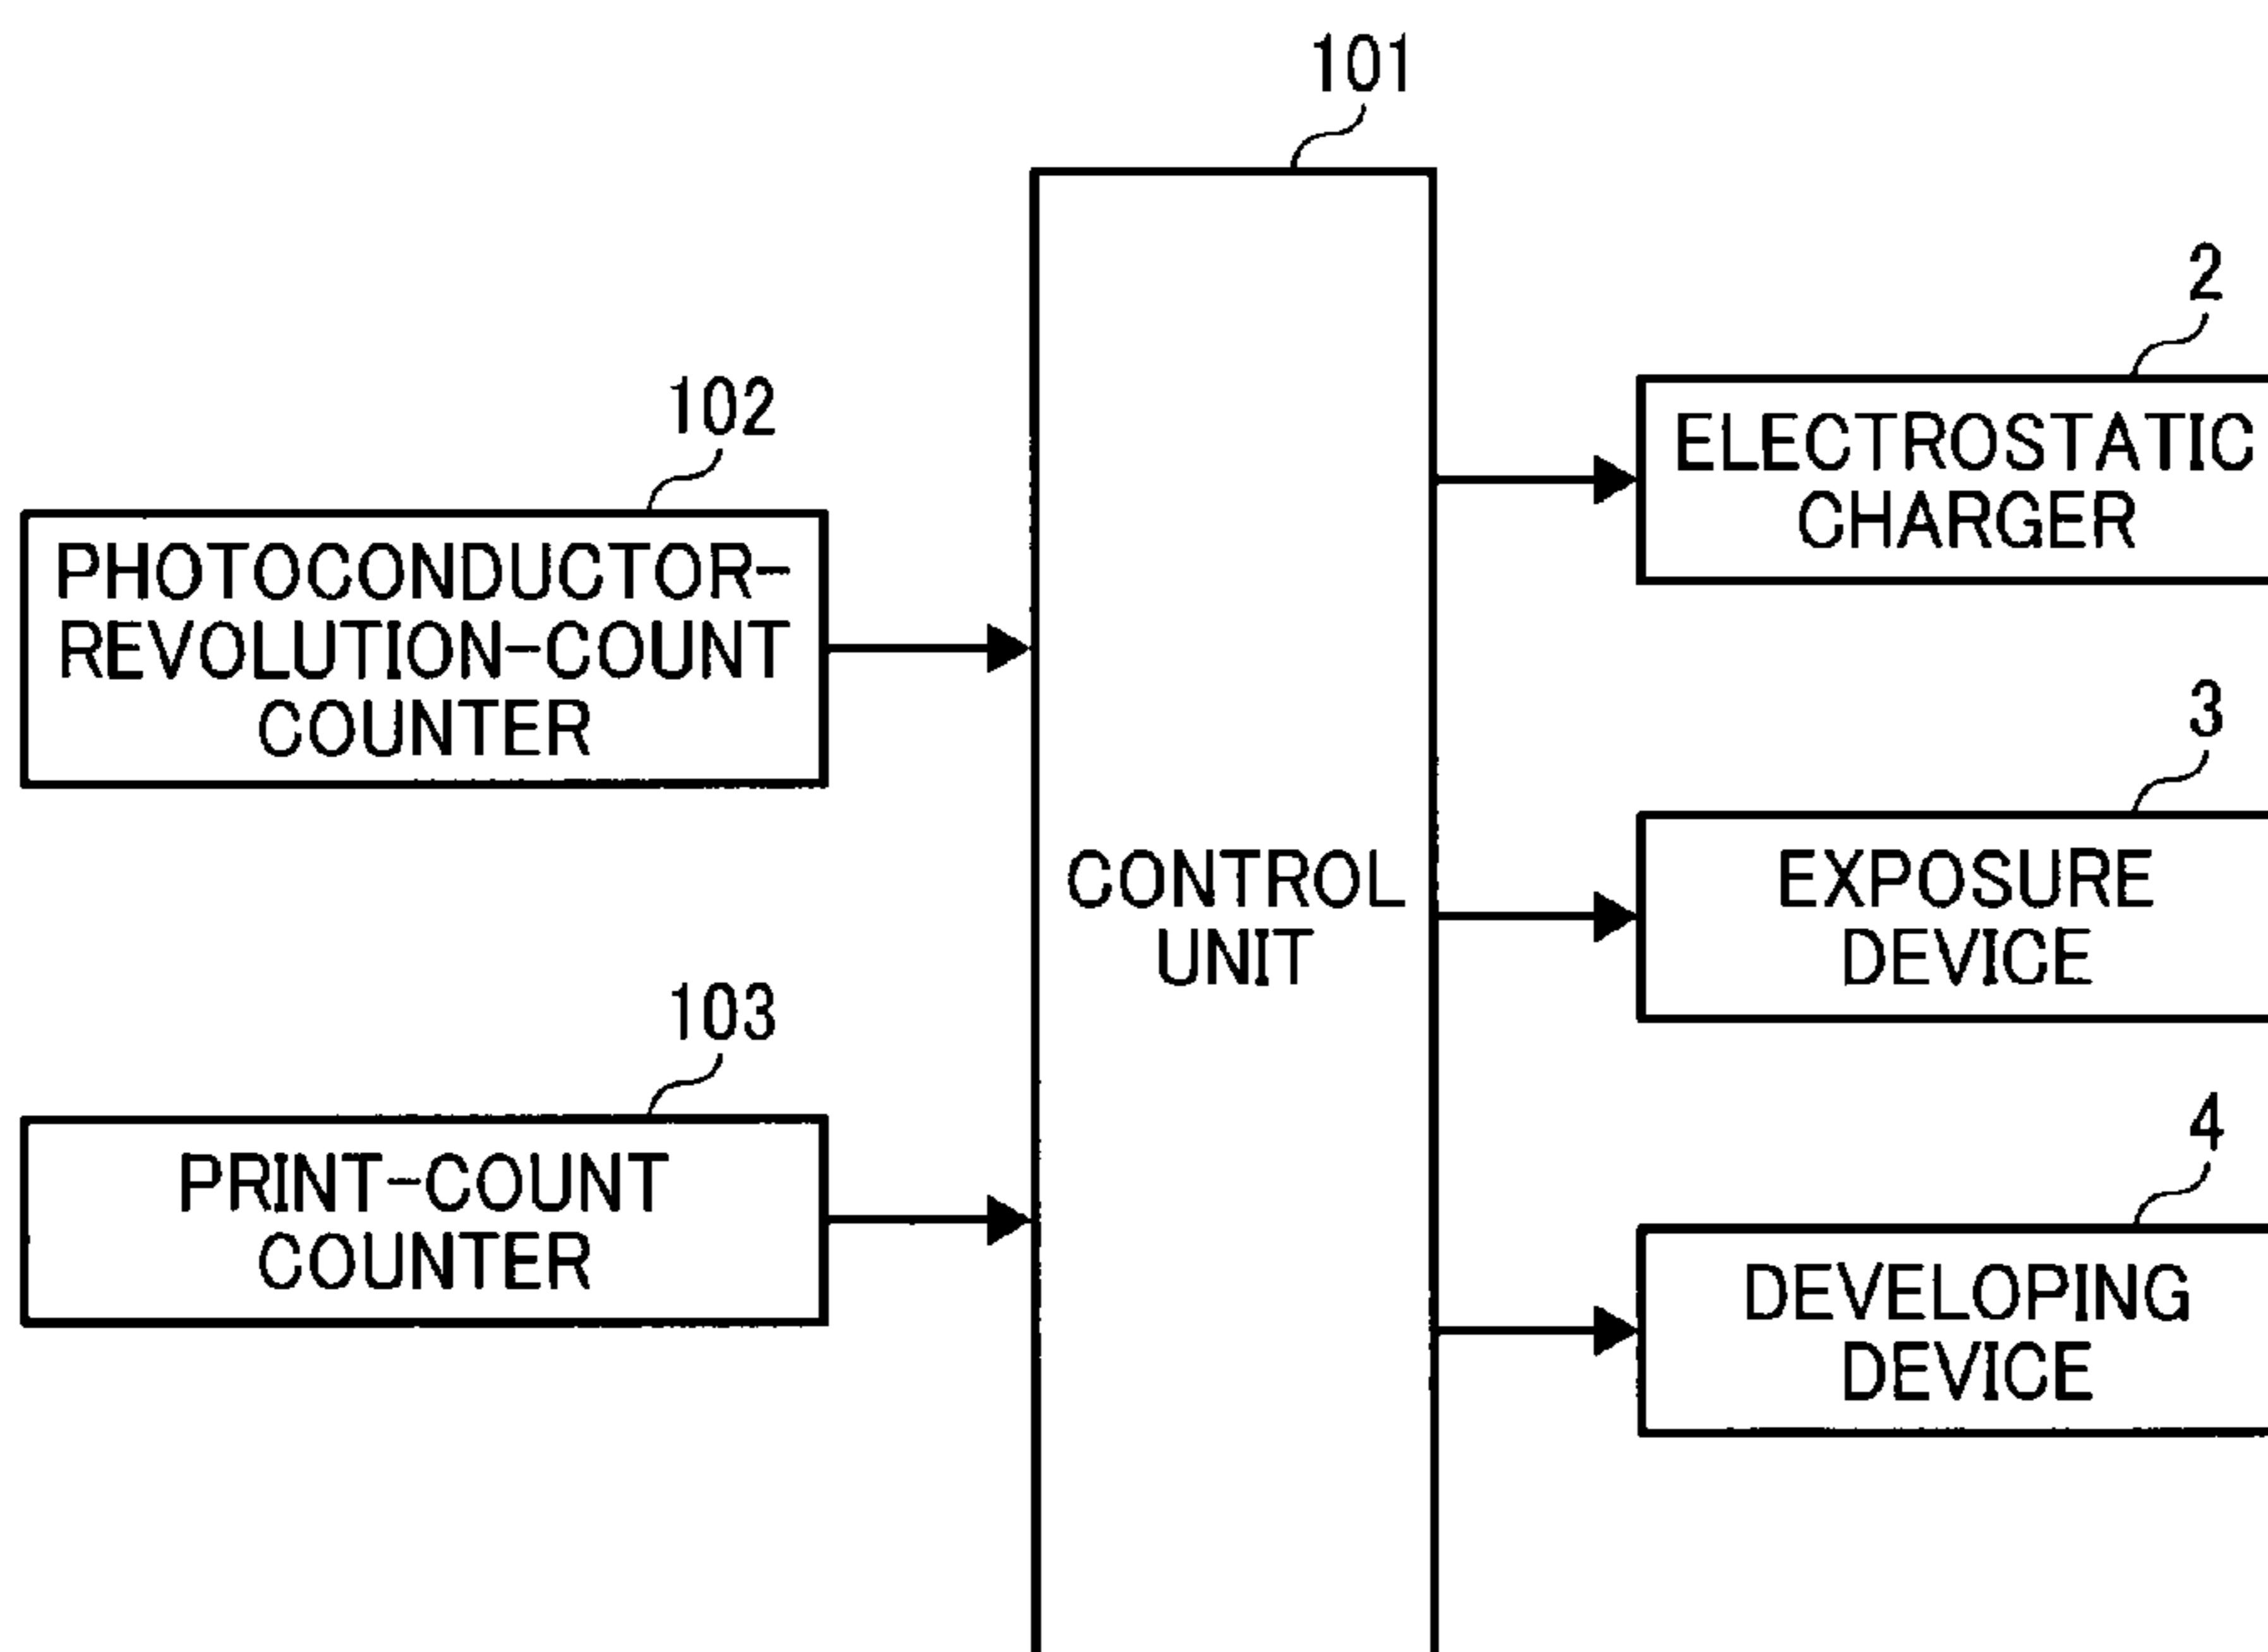 101
2
ELECTROSTATIC
CHARGER
102
PHOTOCONDUCTOR-
REVOLUTION-COUNT
COUNTER
3
EXPOSURE
DEVICE
CONTROL
UNIT
103
PRINT-COUNT
COUNTER
4
DEVELOPING
DEVICE